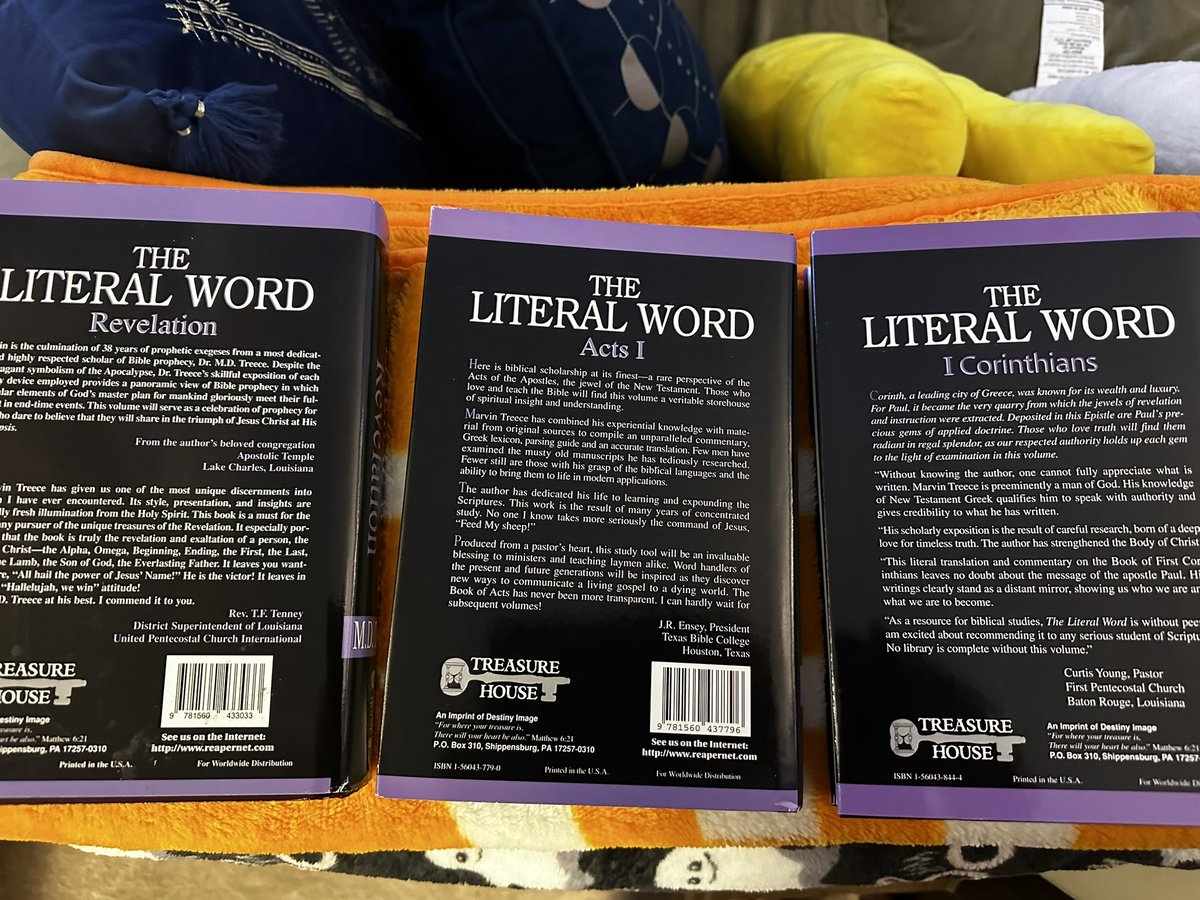 THE
LITERAL WORD
Revelation
in is the culmination of 38 years of prophetic exegeses from a most dedicat-
d highly respected scholar of Bible prophecy, Dr. M.D. Treece. Despite the
agant symbolism of the Apocalypse, Dr. Treece's skillful exposition of each
y device employed provides a panoramic view of Bible prophecy in which
ular elements of God's master plan for mankind gloriously meet their ful-
t in end-time events. This volume will serve as a celebration of prophecy for
ho dare to believe that they will share in the triumph of Jesus Christ at His
psis.
From the author's beloved congregation
Apostolic Temple
Lake Charles, Louisiana
vin Treece has given us one of the most unique discernments into
n I have ever encountered. Its style, presentation, and insights are
lly fresh illumination from the Holy Spirit. This book is a must for the
any pursuer of the unique treasures of the Revelation. It especially por-
that the book is truly the revelation and exaltation of a person, the
Christ—the Alpha, Omega, Beginning, Ending, the First, the Last,
he Lamb, the Son of God, the Everlasting Father. It leaves you want-
re, "All hail the power of Jesus' Name!" He is the victor! It leaves in
"Hallelujah, we win" attitude!
D. Treece at his best. I commend it to you.
Rev. T.F. Tenney
District Superintendent of Louisiana
United Pentecostal Church International
REASURE
HOUSE
Destiny Image
treasure is,
rt be also." Matthew 6:21
Shippensburg, PA 17257-0310
Printed in the U.S.A.
9 781560 433033
See us on the Internet:
http://www.reapernet.com
For Worldwide Distribution
Revelation
M.D.
THE
LITERAL WORD
Acts I
Here is biblical scholarship at its finest—a rare perspective of the
Acts of the Apostles, the jewel of the New Testament. Those who
love and teach the Bible will find this volume a veritable storehouse
of spiritual insight and understanding.
Marvin Treece has combined his experiential knowledge with mate-
rial from original sources to compile an unparalleled commentary,
Greek lexicon, parsing guide and an accurate translation. Few men have
examined the musty old manuscripts he has tediously researched.
Fewer still are those with his grasp of the biblical languages and the
ability to bring them to life in modern applications.
The author has dedicated his life to learning and expounding the
Scriptures. This work is the result of many years of concentrated
study. No one I know takes more seriously the command of Jesus,
"Feed My sheep!"
Produced from a pastor's heart, this study tool will be an invaluable
blessing to ministers and teaching laymen alike. Word handlers of
the present and future generations will be inspired as they discover
new ways to communicate a living gospel to a dying world. The
Book of Acts has never been more transparent. I can hardly wait for
subsequent volumes!
J.R. Ensey, President
Texas Bible College
Houston, Texas
TREASURE
HOUSE
An Imprint of Destiny Image
"For where your treasure is,
There will your heart be also." Matthew 6:21
P.O. Box 310, Shippensburg, PA 17257-0310
ISBN 1-56043-779-0
Printed in the U.S.A.
9 781560 437796
See us on the Internet:
http://www.reapernet.com
For Worldwide Distribution
THE
LITERAL WORD
I Corinthians
Corinth, a leading city of Greece, was known for its wealth and luxury.
For Paul, it became the very quarry from which the jewels of revelation
and instruction were extracted. Deposited in this Epistle are Paul's pre-
cious gems of applied doctrine. Those who love truth will find them
radiant in regal splendor, as our respected authority holds up each gem
to the light of examination in this volume.
"Without knowing the author, one cannot fully appreciate what is
written. Marvin Treece is preeminently a man of God. His knowledge
of New Testament Greek qualifies him to speak with authority and
gives credibility to what he has written.
"His scholarly exposition is the result of careful research, born of a deep
love for timeless truth. The author has strengthened the Body of Christ
"This literal translation and commentary on the Book of First Cor
inthians leaves no doubt about the message of the apostle Paul. Hi
writings clearly stand as a distant mirror, showing us who we are an
what we are to become.
"As a resource for biblical studies, The Literal Word is without pee
am excited about recommending it to any serious student of Scriptu
No library is complete without this volume."
Curtis Young, Pastor
First Pentecostal Church
Baton Rouge, Louisiana
TREASURE
HOUSE
An Imprint of Destiny Image
"For where your treasure is,
There will your heart be also." Matthew 6:
P.O. Box 310, Shippensburg, PA 17257-
ISBN 1-56043-844-4
Printed in the U.S.A.
For Worldwide Di